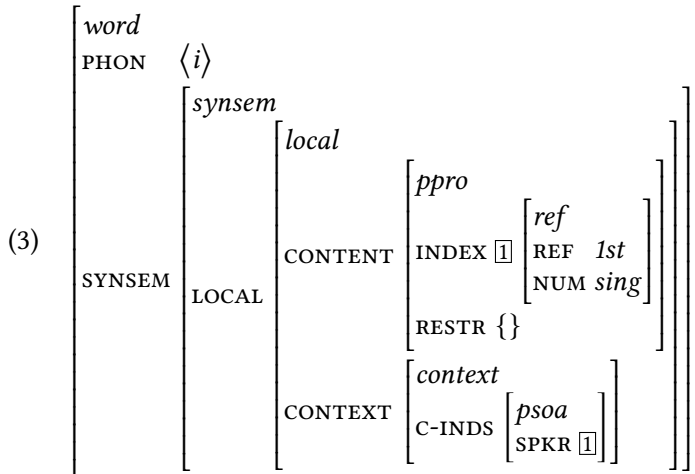 word
PHON ⟨i⟩
synsem
local
ppro
ref
(3)
CONTENT INDEX 1 REF 1st
SYNSEM NUM sing
LOCAL
RESTR {}
context
CONTEXT C-INDS psoa
SPKR 1